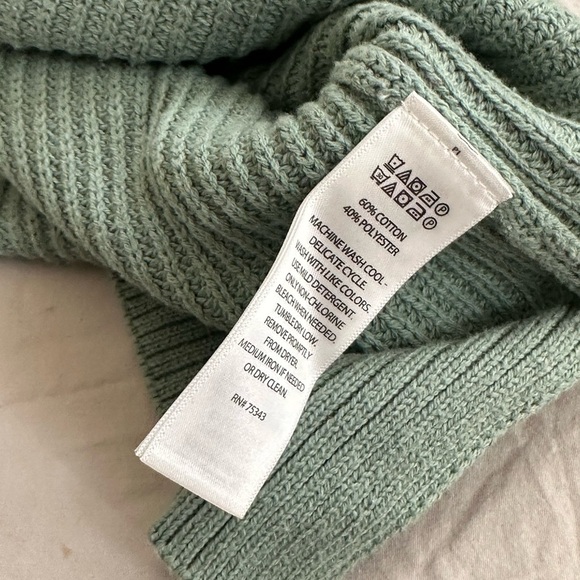 60% COTTON
40% POLYESTER
MACHINE WASH COOL -
DELICATE CYCLE.
WASH WITH LIKE COLORS.
USE MILD DETERGENT.
ONLY NON-CHLORINE
BLEACH WHEN NEEDED.
TUMBLE DRY LOW.
REMOVE PROMPTLY
FROM DRYER.
MEDIUM IRON IF NEEDED
OR DRY CLEAN.
RN# 75343